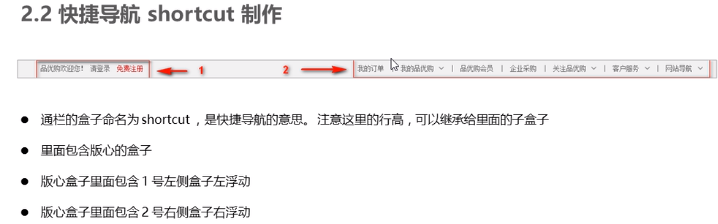 2.2 快捷导航 shortcut 制作
品优购欢迎您! 请登录 免费注册 1 2 我的订单 我的品优购 | 品优购会员 | 企业采购 | 关注品优购 | 客户服务 | 网站导航
● 通栏的盒子命名为 shortcut ，是快捷导航的意思。 注意这里的行高，可以继承给里面的子盒子
● 里面包含版心的盒子
● 版心盒子里面包含 1 号左侧盒子左浮动
● 版心盒子里面包含 2 号右侧盒子右浮动